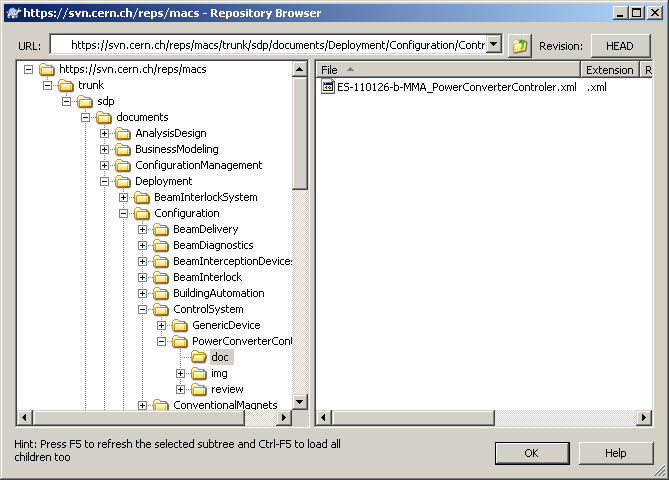 https://svn.cern.ch/reps/macs - Repository Browser
URL: https://svn.cern.ch/reps/macs/trunk/sdp/documents/Deployment/Configuration/Contr Revision: HEAD
https://svn.cern.ch/reps/macs
trunk
sdp
documents
AnalysisDesign
BusinessModeling
ConfigurationManagement
Deployment
BeamInterlockSystem
Configuration
BeamDelivery
BeamDiagnostics
BeamInterceptionDevices
BeamInterlock
BuildingAutomation
ControlSystem
GenericDevice
PowerConverterCont
doc
img
review
ConventionalMagnets
File Extension R
ES-110126-b-MMA_PowerConverterControler.xml .xml
Hint: Press F5 to refresh the selected subtree and Ctrl-F5 to load all
children too
OK Help